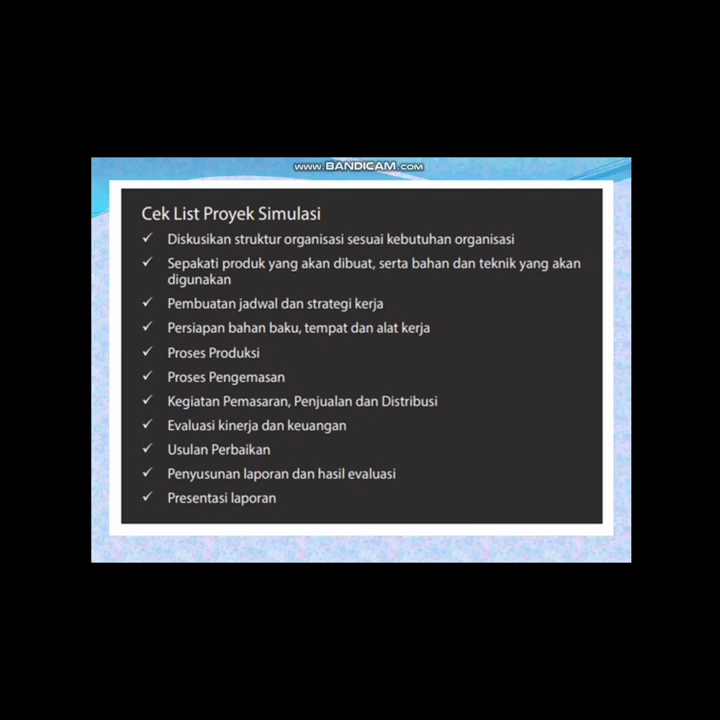 www.BANDICAM.com
Cek List Proyek Simulasi
✓ Diskusikan struktur organisasi sesuai kebutuhan organisasi
✓ Sepakati produk yang akan dibuat, serta bahan dan teknik yang akan
digunakan
✓ Pembuatan jadwal dan strategi kerja
✓ Persiapan bahan baku, tempat dan alat kerja
✓ Proses Produksi
✓ Proses Pengemasan
✓ Kegiatan Pemasaran, Penjualan dan Distribusi
✓ Evaluasi kinerja dan keuangan
✓ Usulan Perbaikan
✓ Penyusunan laporan dan hasil evaluasi
✓ Presentasi laporan